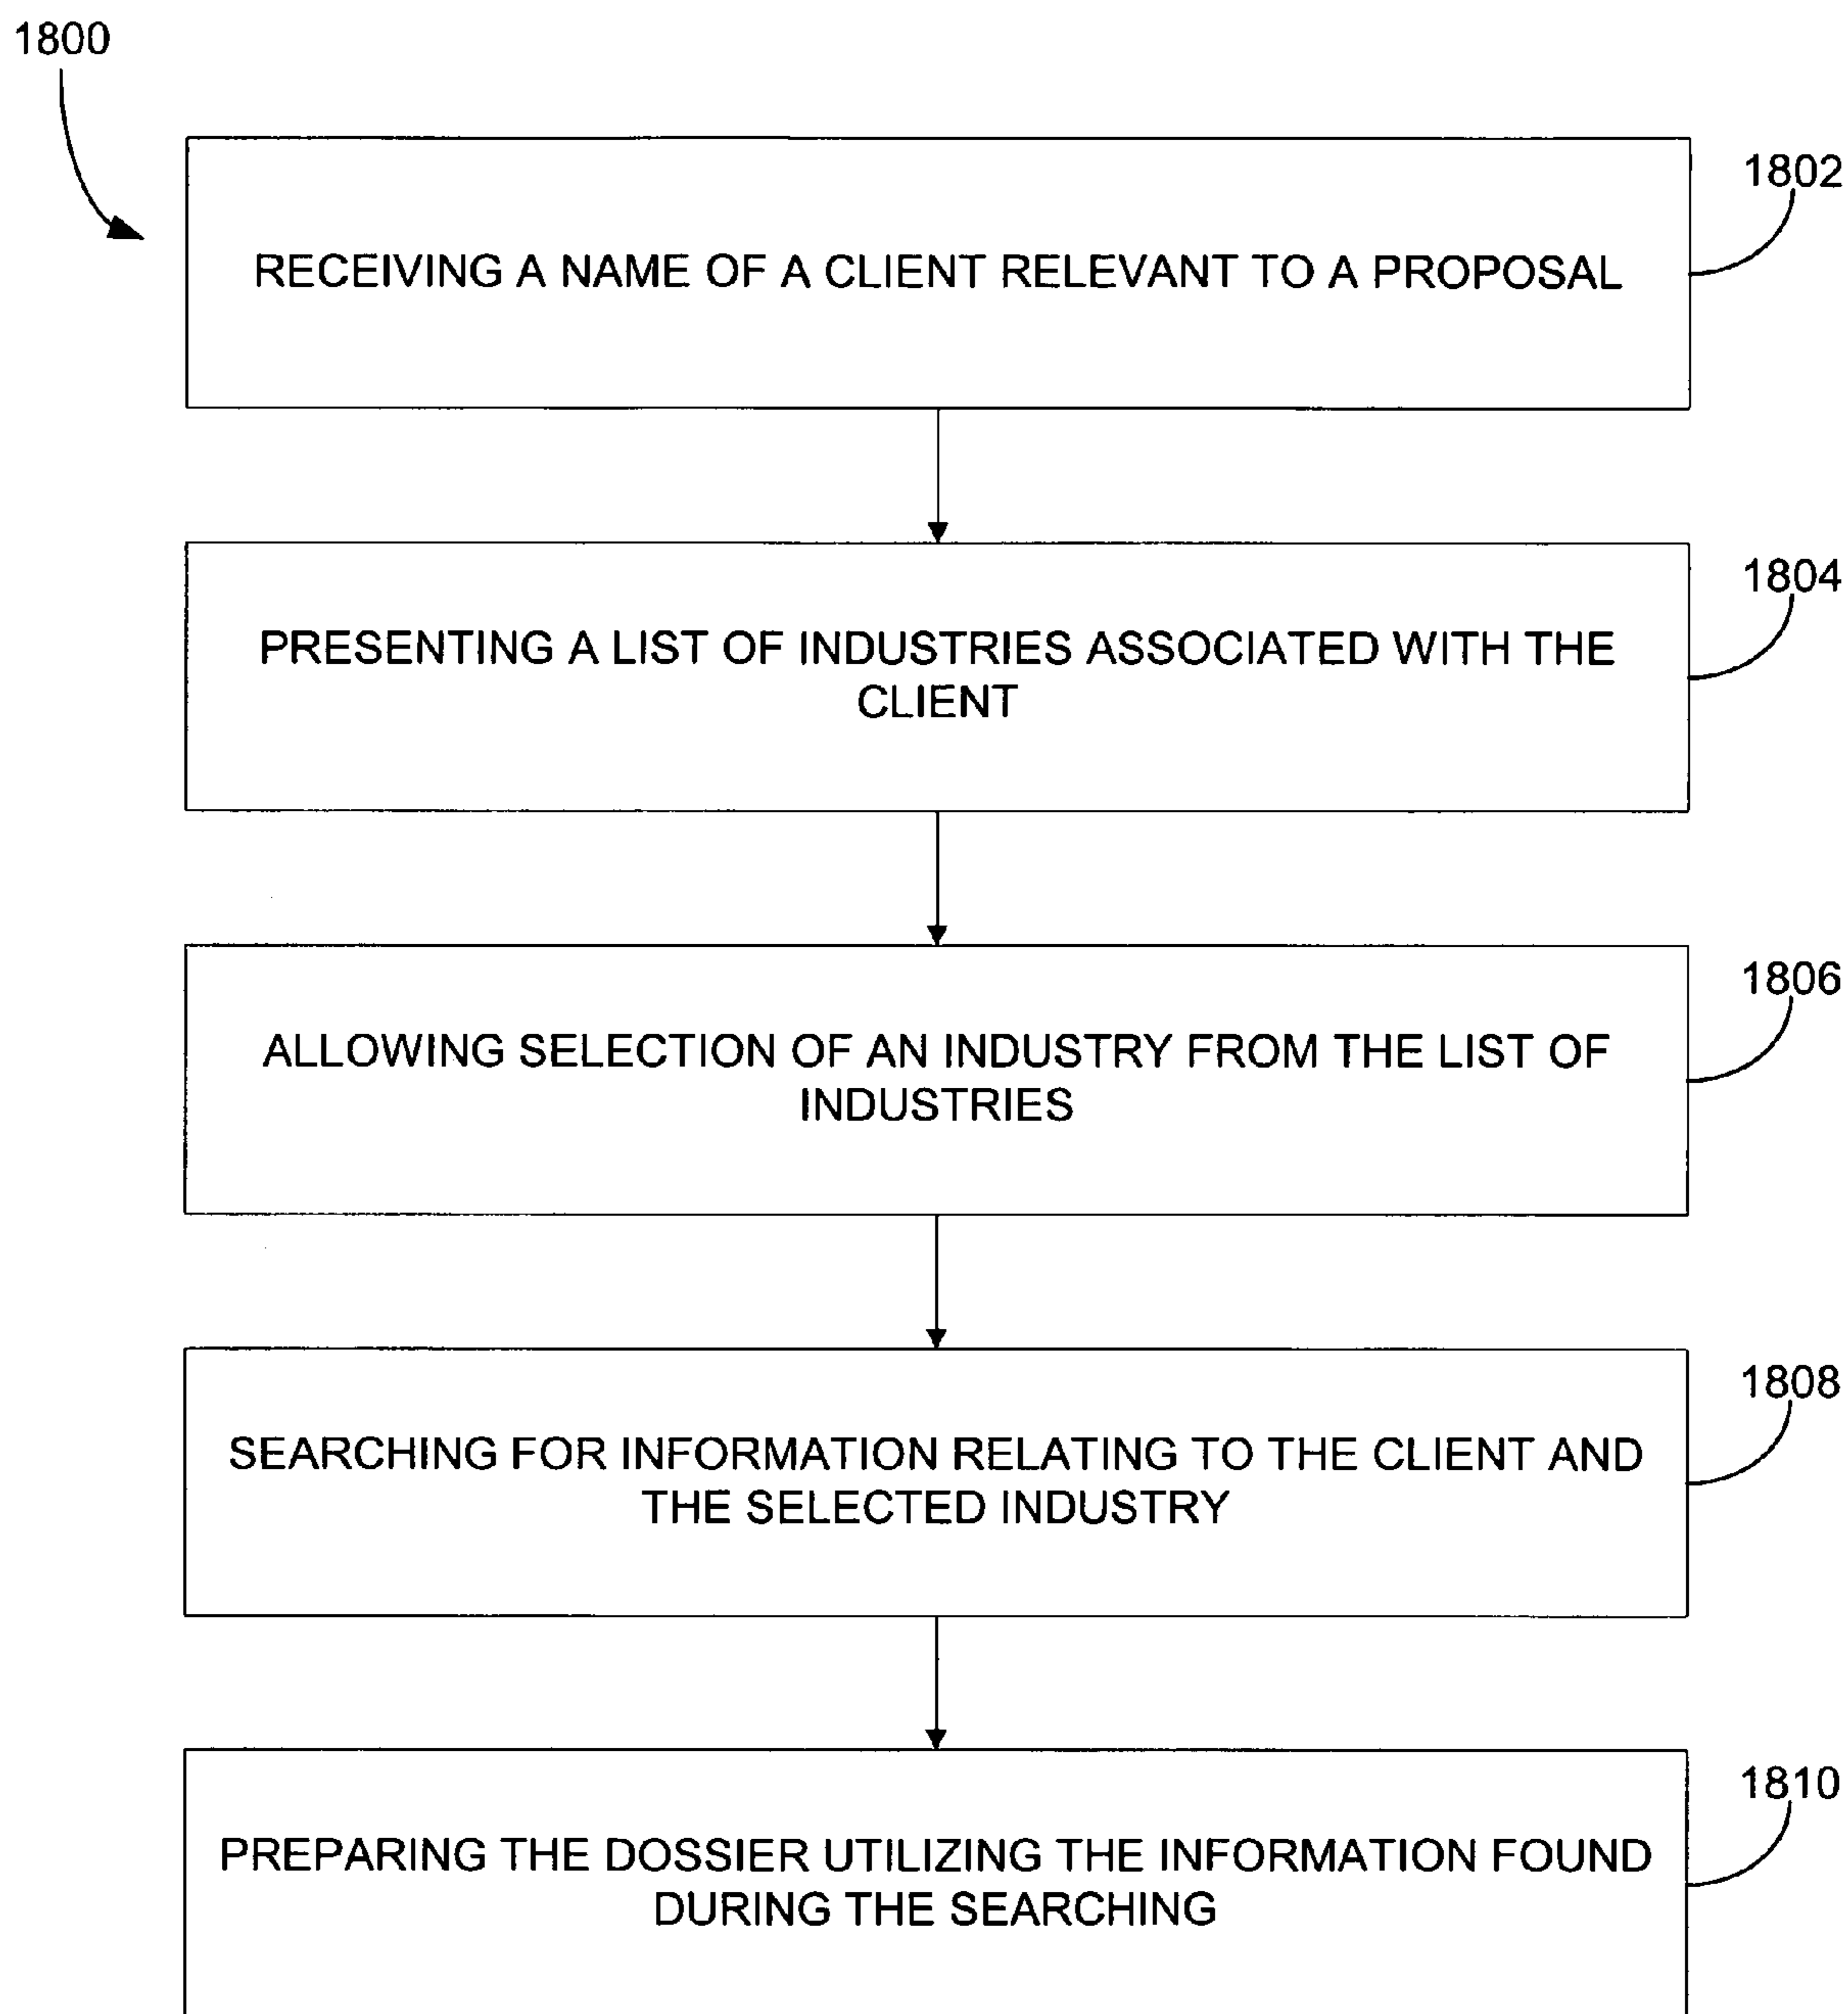 1800
1802
RECEIVING A NAME OF A CLIENT RELEVANT TO A PROPOSAL
1804
PRESENTING A LIST OF INDUSTRIES ASSOCIATED WITH THE
CLIENT
1806
ALLOWING SELECTION OF AN INDUSTRY FROM THE LIST OF
INDUSTRIES
1808
SEARCHING FOR INFORMATION RELATING TO THE CLIENT AND
THE SELECTED INDUSTRY
1810
PREPARING THE DOSSIER UTILIZING THE INFORMATION FOUND
DURING THE SEARCHING